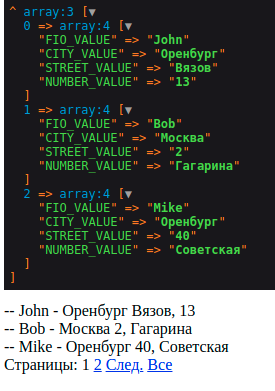 ^ array:3 [▼
0 => array:4 [▼
"FIO_VALUE" => "John"
"CITY_VALUE" => "Оренбург"
"STREET_VALUE" => "Вязов"
"NUMBER_VALUE" => "13"
]
1 => array:4 [▼
"FIO_VALUE" => "Bob"
"CITY_VALUE" => "Москва"
"STREET_VALUE" => "2"
"NUMBER_VALUE" => "Гагарина"
]
2 => array:4 [▼
"FIO_VALUE" => "Mike"
"CITY_VALUE" => "Оренбург"
"STREET_VALUE" => "40"
"NUMBER_VALUE" => "Советская"
]
]
-- John - Оренбург Вязов, 13
-- Bob - Москва 2, Гагарина
-- Mike - Оренбург 40, Советская
Страницы: 1 2 След. Все